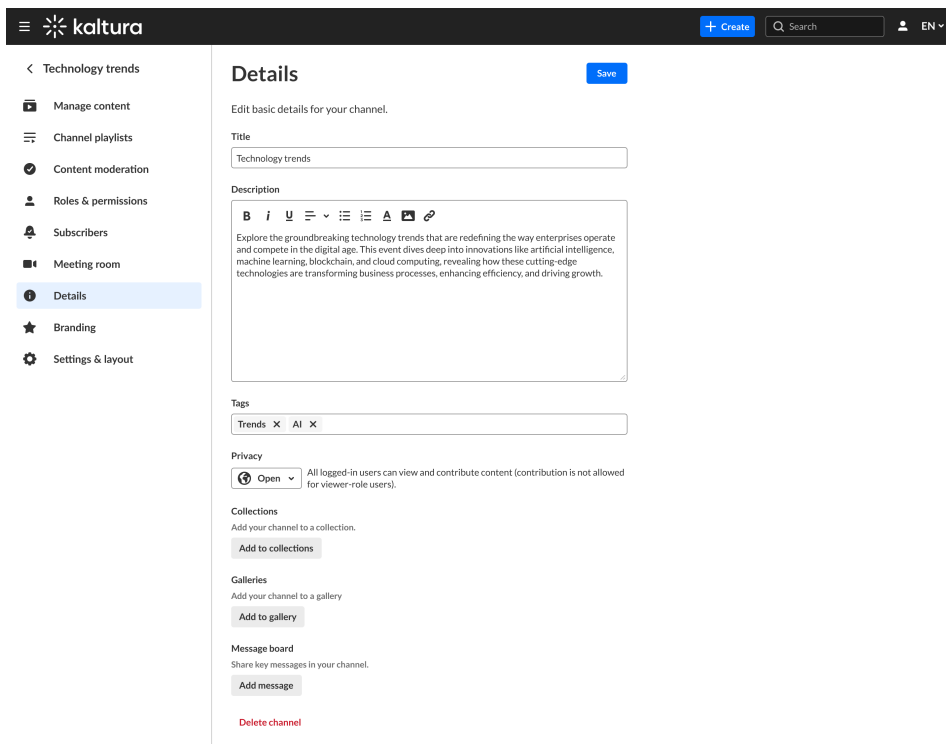 kaltura
Create
Search
EN
Technology trends
Manage content
Channel playlists
Content moderation
Roles & permissions
Subscribers
Meeting room
Details
Branding
Settings & layout
Details
Save
Edit basic details for your channel.
Title
Technology trends
Description
B i U A
Explore the groundbreaking technology trends that are redefining the way enterprises operate
and compete in the digital age. This event dives deep into innovations like artificial intelligence,
machine learning, blockchain, and cloud computing, revealing how these cutting-edge
technologies are transforming business processes, enhancing efficiency, and driving growth.
Tags
Trends AI
Privacy
Open
All logged-in users can view and contribute content (contribution is not allowed
for viewer-role users).
Collections
Add your channel to a collection.
Add to collections
Galleries
Add your channel to a gallery
Add to gallery
Message board
Share key messages in your channel.
Add message
Delete channel